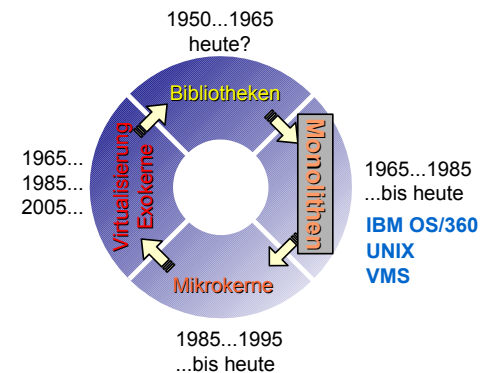 1950...1965
heute?
Bibliotheken
Monolithen
1965...1985
...bis heute
IBM OS/360
UNIX
VMS
Mikrokerne
1985...1995
...bis heute
Virtualisierung
Exokerne
1965...
1985...
2005...